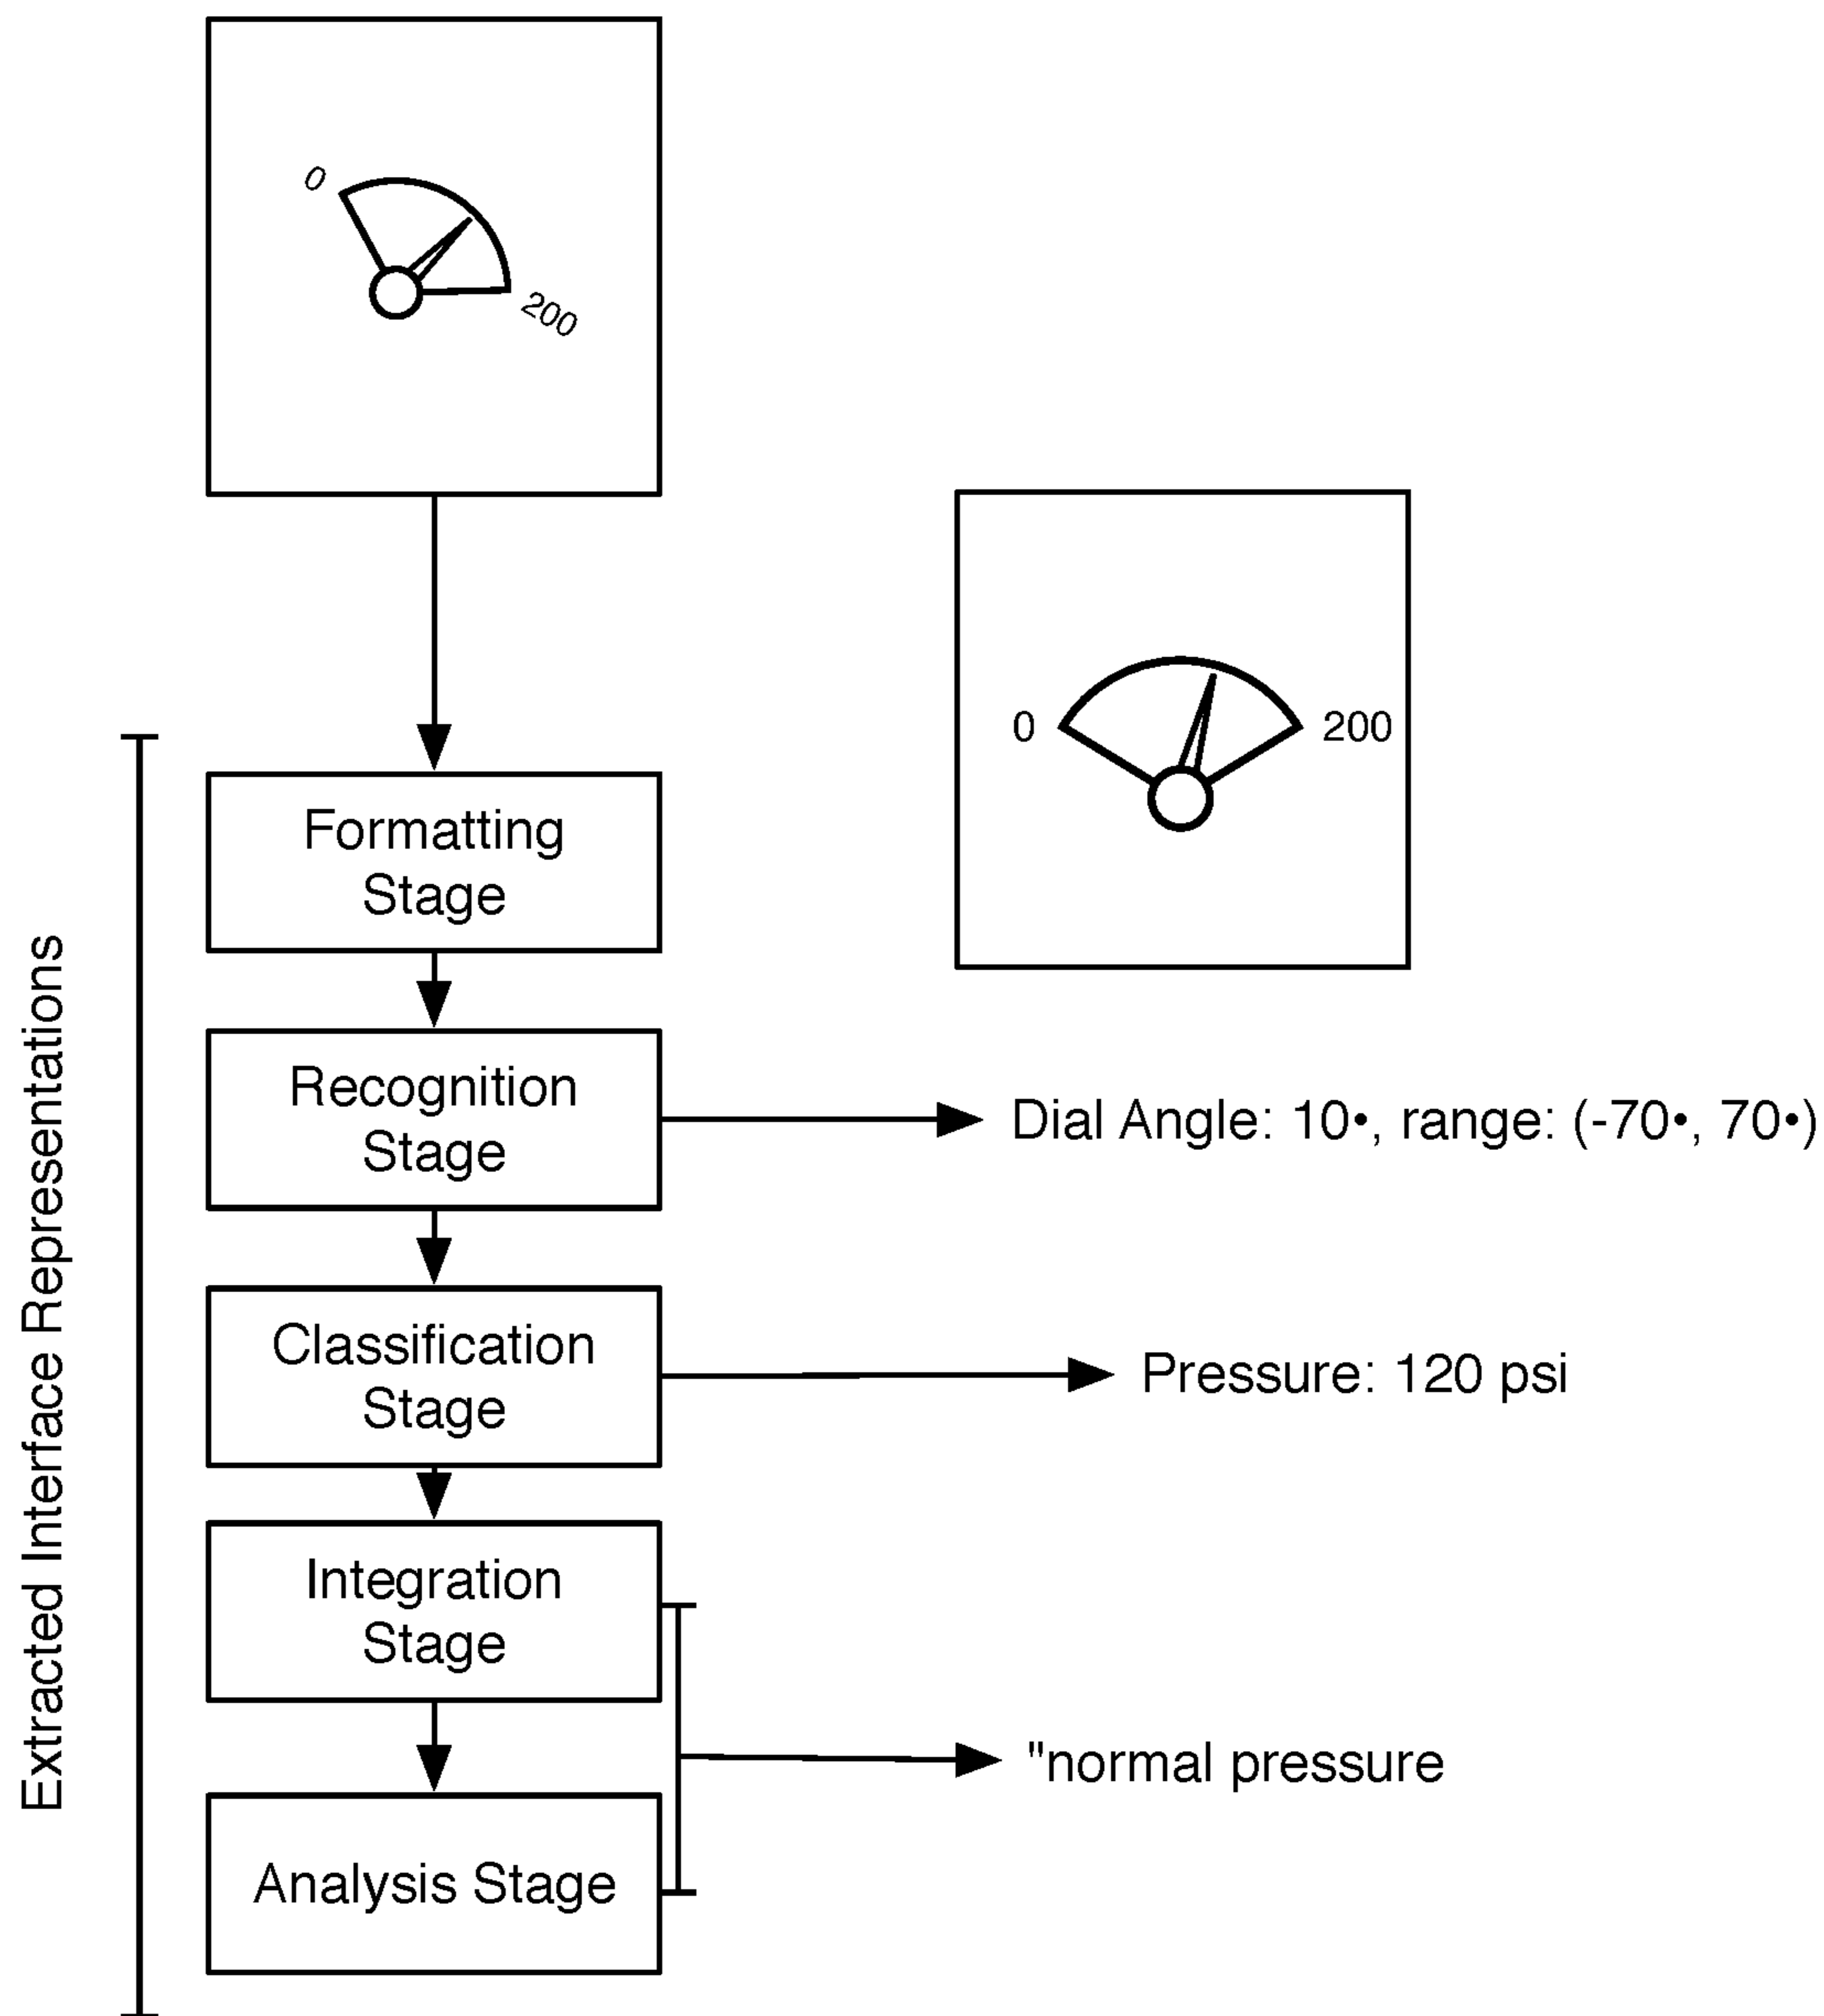 0
200
0
200
Extracted Interface Representations
Formatting
Stage
Recognition
Stage
Dial Angle: 10•, range: (-70•, 70•)
Classification
Stage
Pressure: 120 psi
Integration
Stage
"normal pressure
Analysis Stage